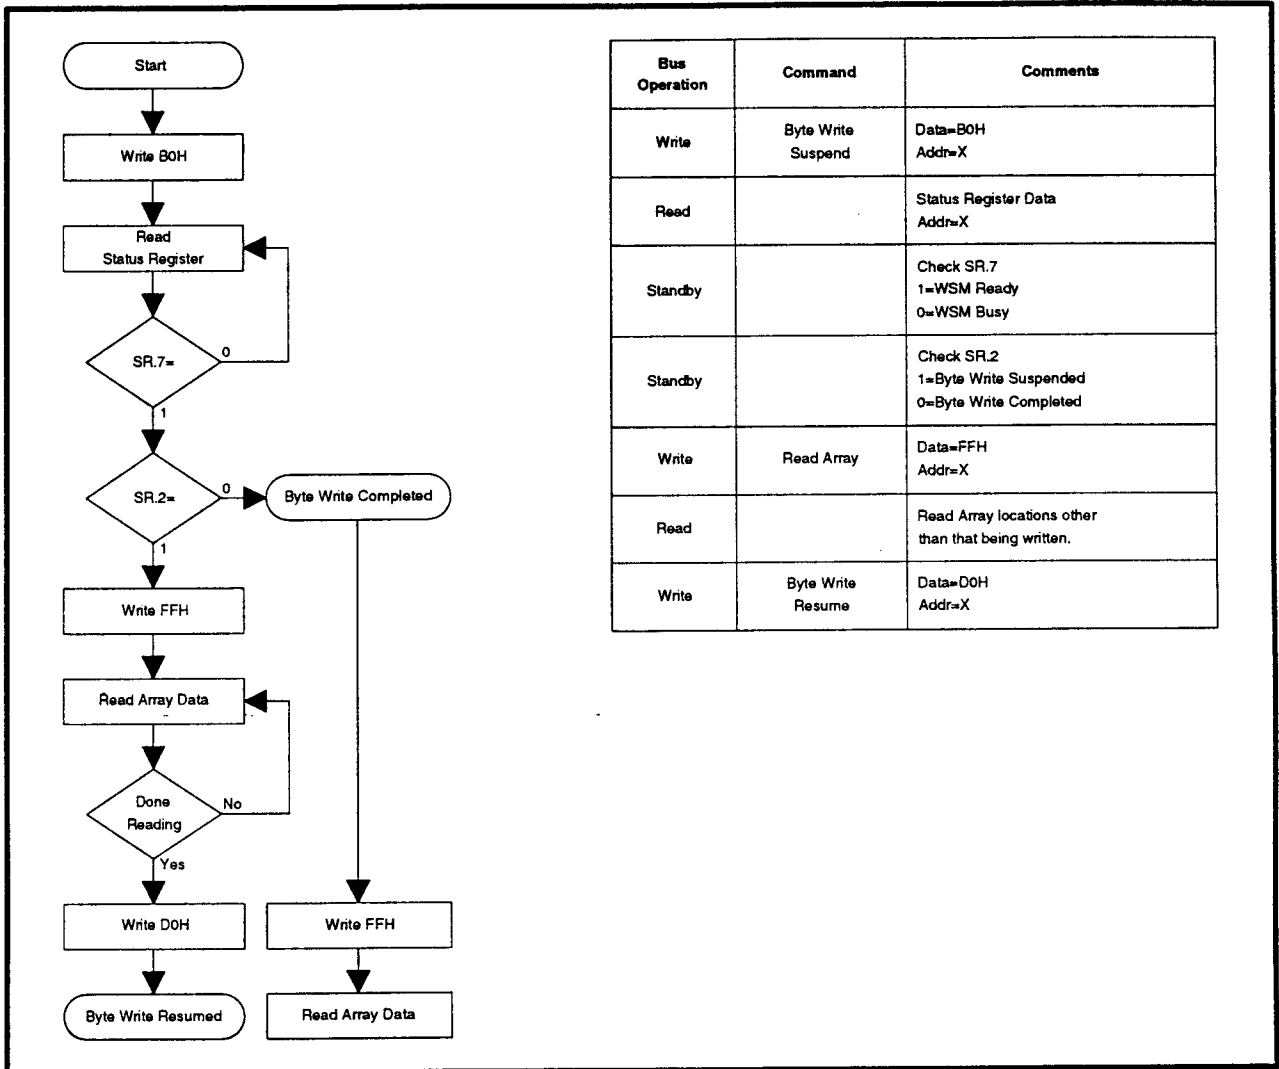 Start
Write B0H
Read
Status Register
SR.7=
0
1
SR.2=
0
Byte Write Completed
1
Write FFH
Read Array Data
Done
Reading
No
Yes
Write D0H
Write FFH
Byte Write Resumed
Read Array Data
Bus
Operation
Command
Comments
Write
Byte Write
Suspend
Data=B0H
Addr=X
Read
Status Register Data
Addr=X
Standby
Check SR.7
1=WSM Ready
0=WSM Busy
Standby
Check SR.2
1=Byte Write Suspended
0=Byte Write Completed
Write
Read Array
Data=FFH
Addr=X
Read
Read Array locations other
than that being written.
Write
Byte Write
Resume
Data=D0H
Addr=X